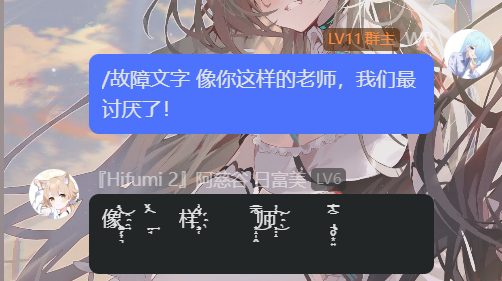 LV11 群主
/故障文字 像你这样的老师，我们最
讨厌了！
『Hifumi 2』阿慈谷日富美 LV6
像 样 师